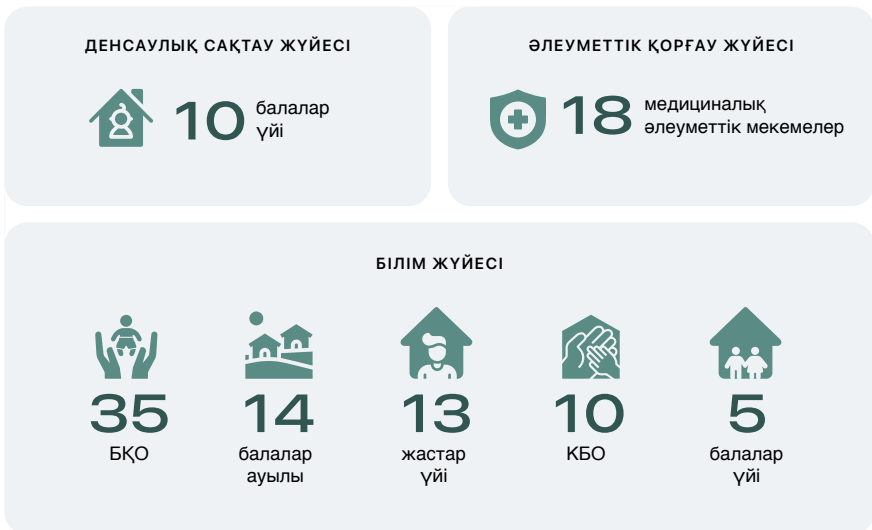 ДЕНСАУЛЫҚ САҚТАУ ЖҮЙЕСІ
10 балалар
үйі
ӘЛЕУМЕТТІК ҚОРҒАУ ЖҮЙЕСІ
18 медициналық
әлеуметтік мекемелер
БІЛІМ ЖҮЙЕСІ
35
БҚО
14
балалар
ауылы
13
жастар
үйі
10
КБО
5
балалар
үйі